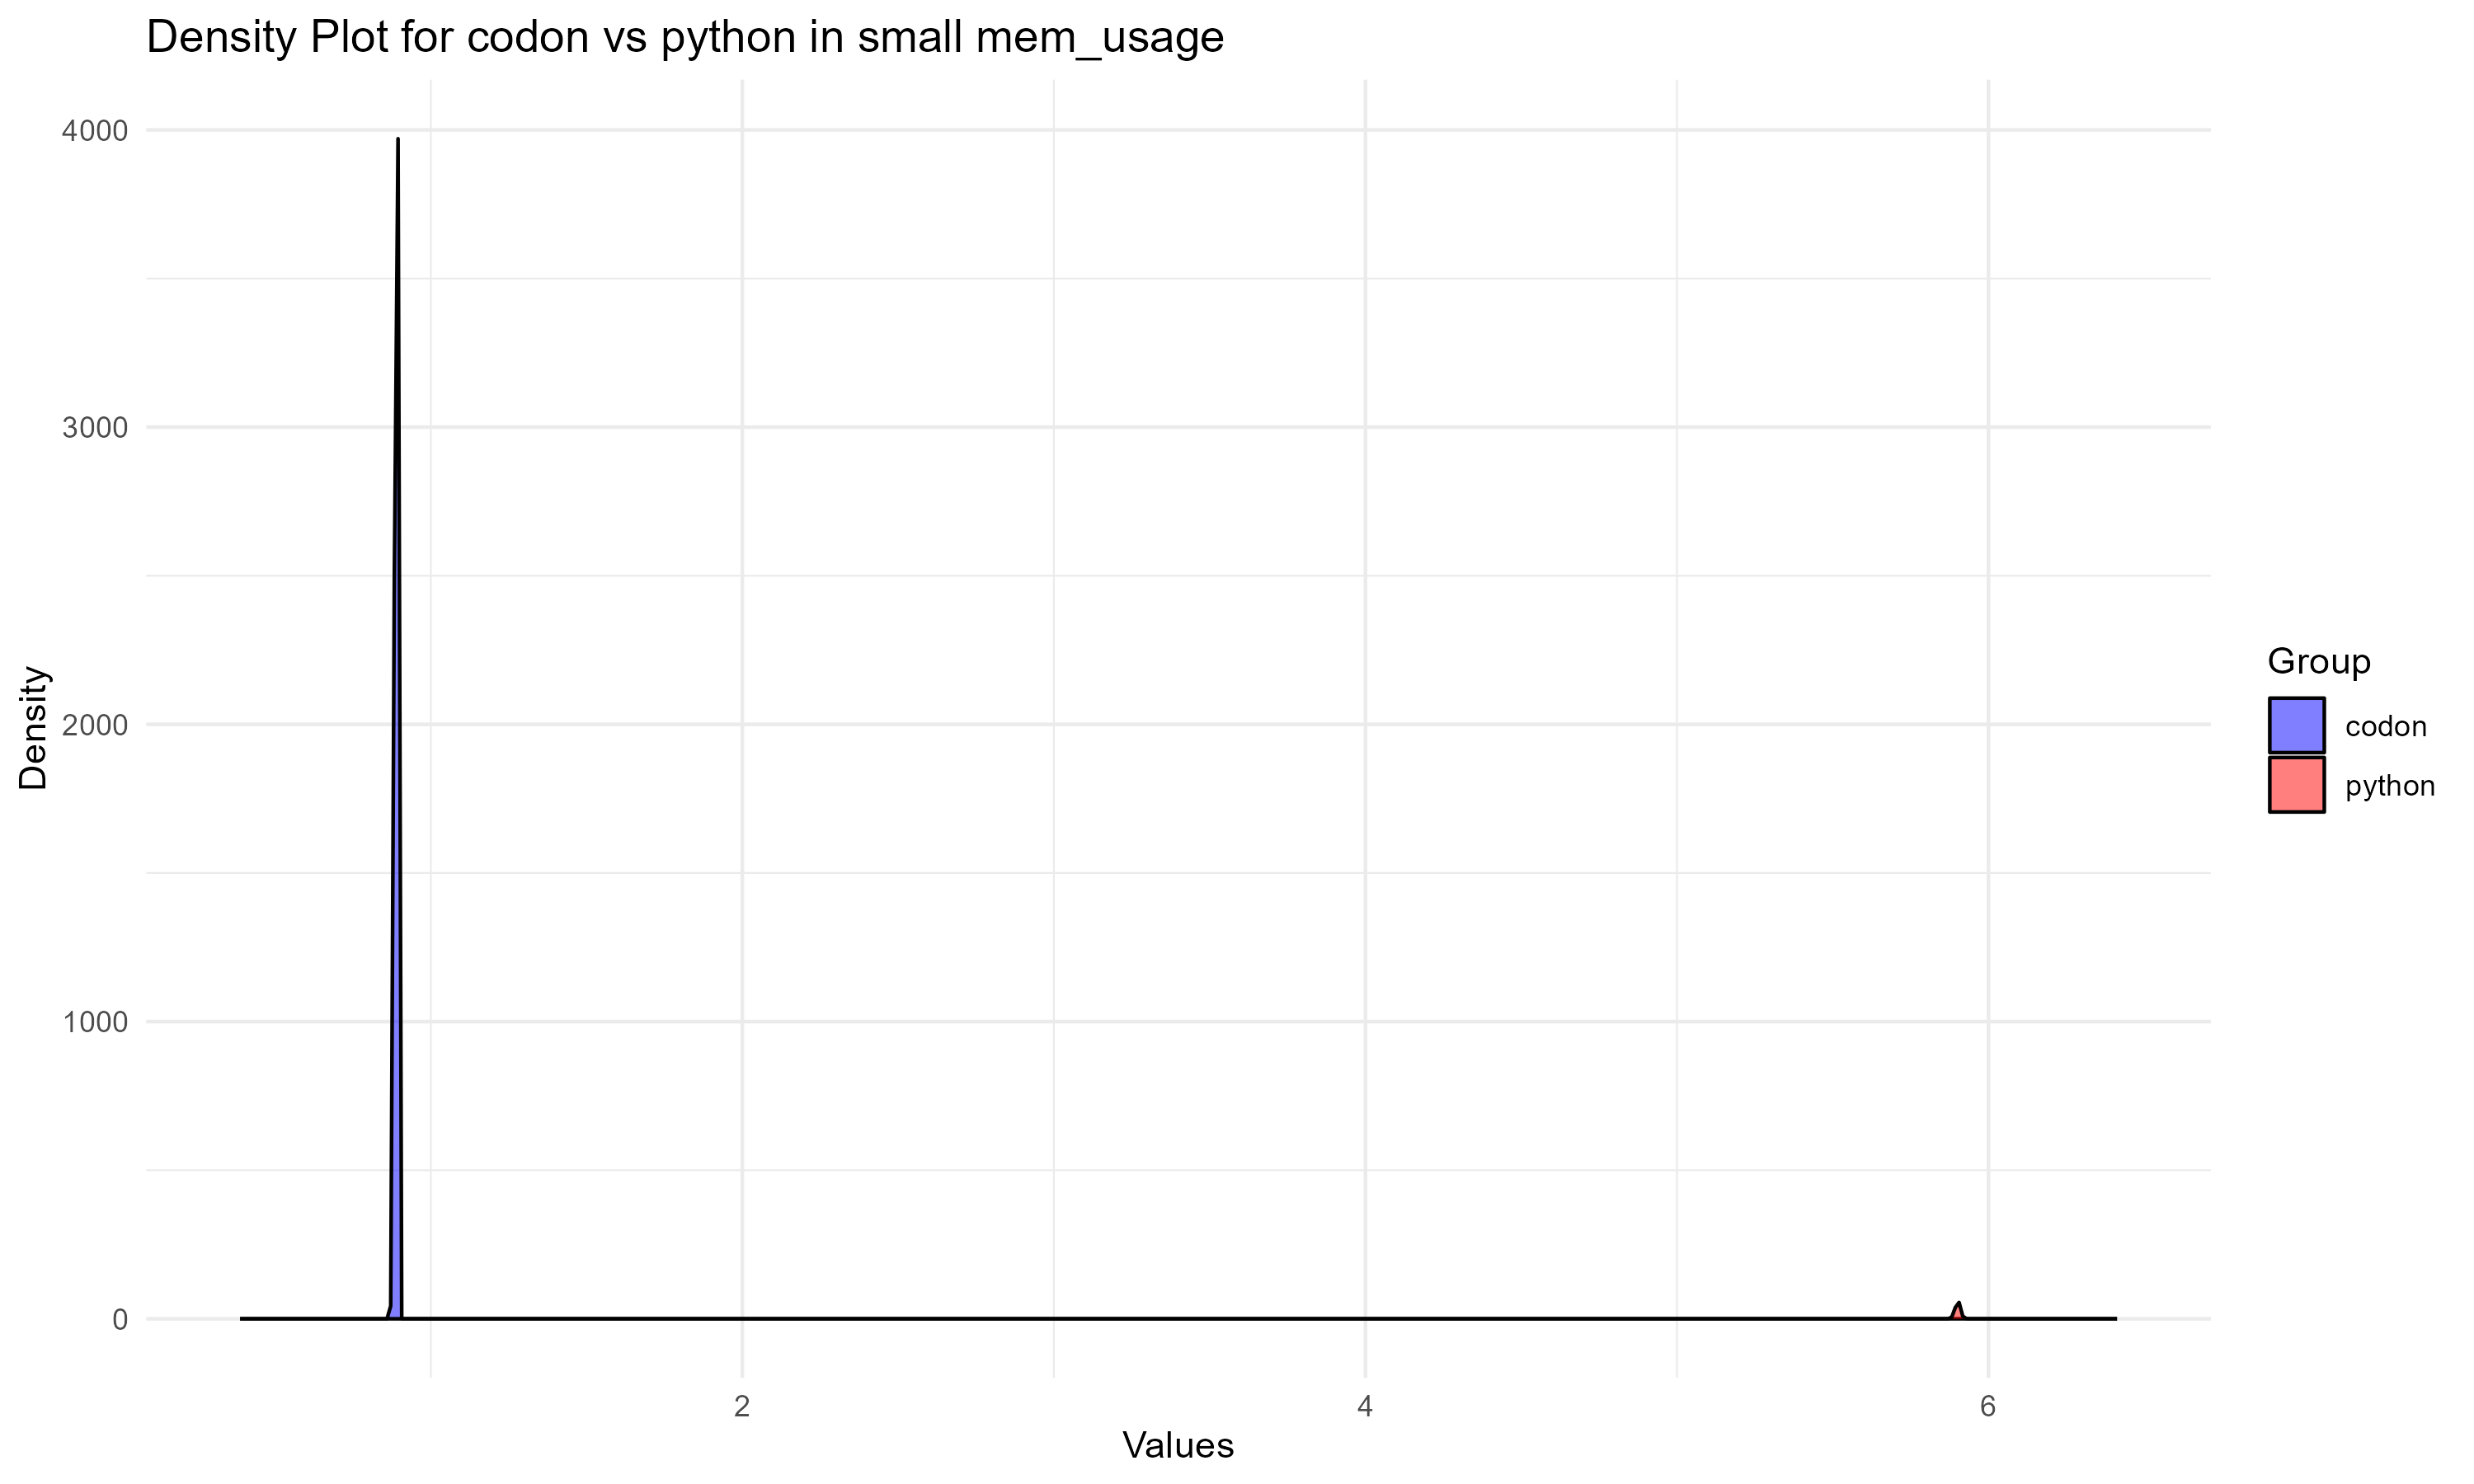 Density Plot for codon vs python in small mem_usage
4000
3000
2000
1000
0
Density
2
4
6
Values
Group
codon
python